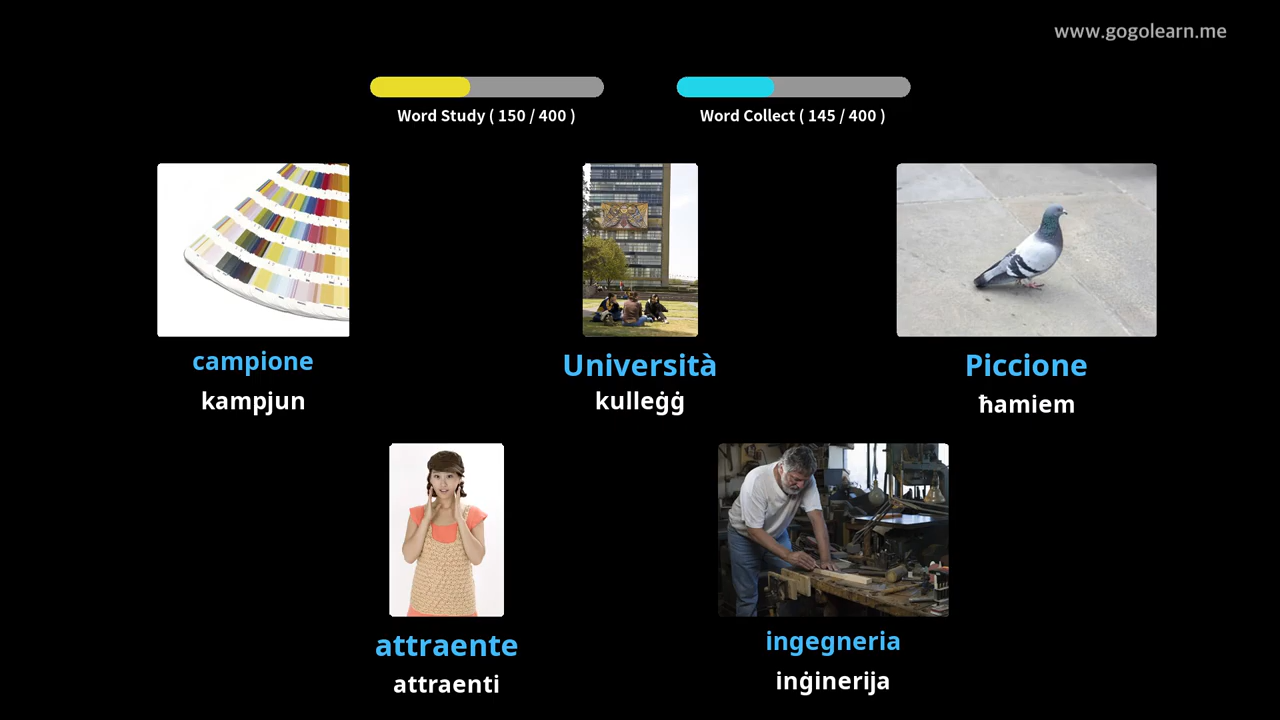 www.gogolearn.me
Word Study ( 150 / 400 )
Word Collect ( 145 / 400 )
campione
kampjun
Università
kulleġġ
Piccione
ħamiem
attraente
attraenti
ingegneria
inġinerija